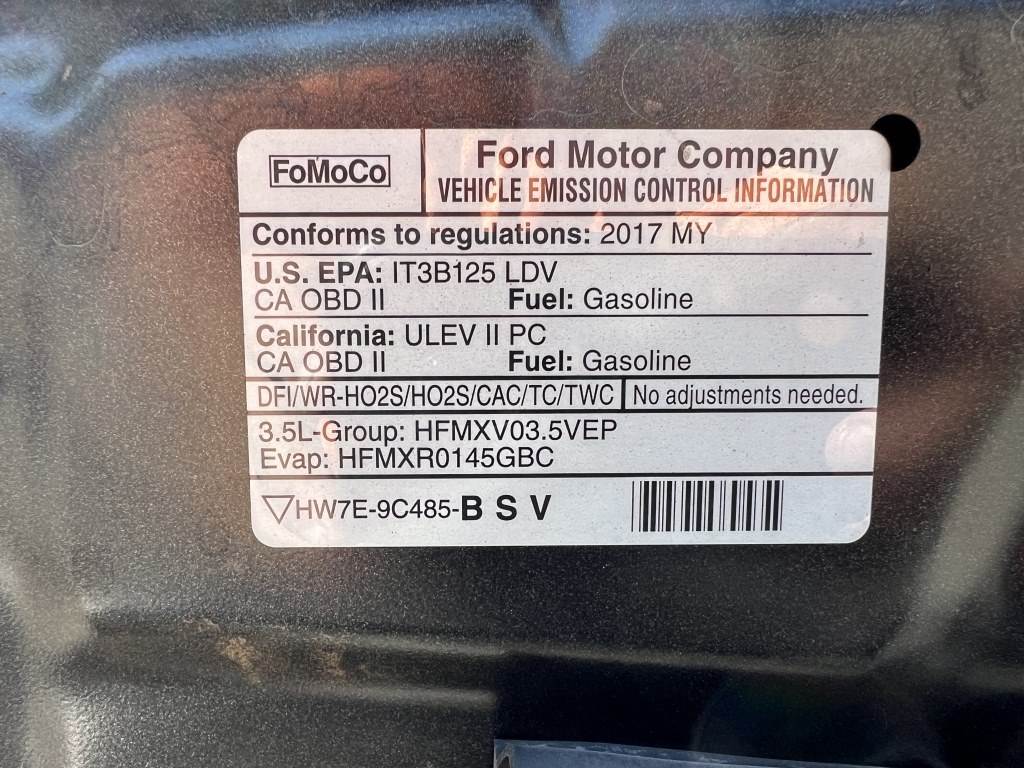 FoMoCo
Ford Motor Company
VEHICLE EMISSION CONTROL INFORMATION
Conforms to regulations: 2017 MY
U.S. EPA: IT3B125 LDV
CA OBD II Fuel: Gasoline
California: ULEV II PC
CA OBD II Fuel: Gasoline
DFI/WR-HO2S/HO2S/CAC/TC/TWC No adjustments needed.
3.5L-Group: HFMXV03.5VEP
Evap: HFMXR0145GBC
HW7E-9C485-B S V